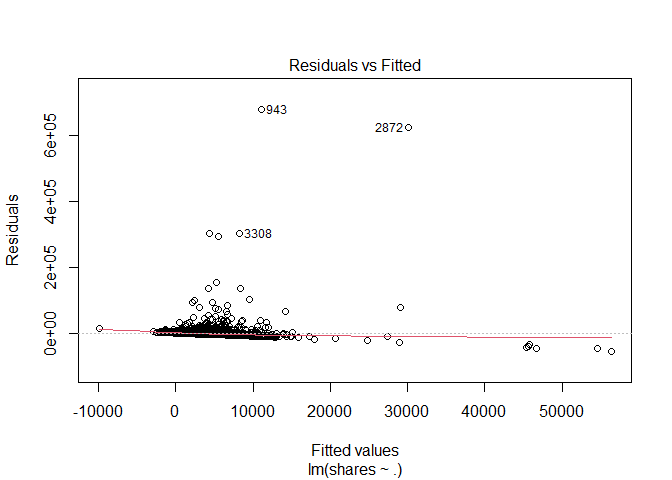 Residuals vs Fitted
943
2872
3308
Residuals
0e+00 2e+05 4e+05 6e+05
-10000 0 10000 20000 30000 40000 50000
Fitted values
lm(shares ~ .)